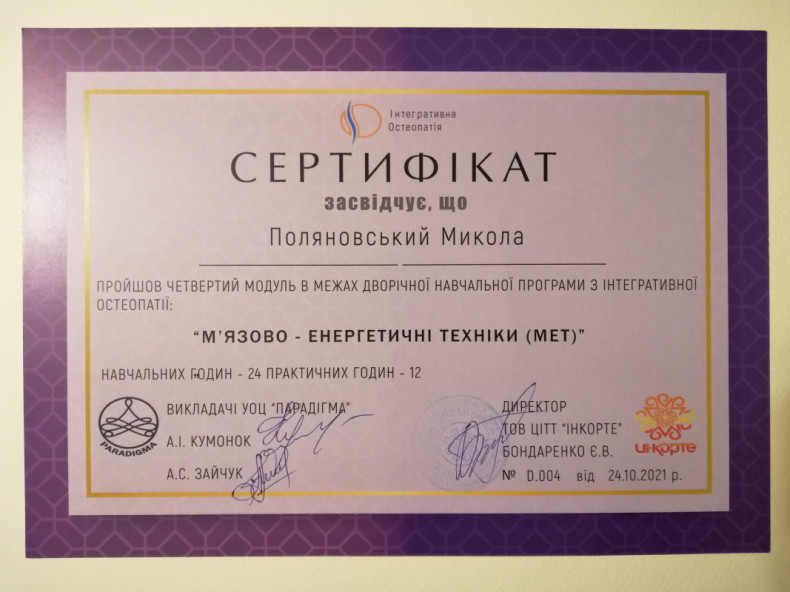 Інтегративна
Остеопатія
СЕРТИФІКАТ
засвідчує, що
Поляновський Микола
ПРОЙШОВ ЧЕТВЕРТИЙ МОДУЛЬ В МЕЖАХ ДВОРІЧНОЇ НАВЧАЛЬНОЇ ПРОГРАМИ З ІНТЕГРАТИВНОЇ
ОСТЕОПАТІЇ:
"М'ЯЗОВО - ЕНЕРГЕТИЧНІ ТЕХНІКИ (МЕТ)"
НАВЧАЛЬНИХ ГОДИН - 24 ПРАКТИЧНИХ ГОДИН - 12
ВИКЛАДАЧІ УОЦ "ПАРАДІГМА"
А.І. КУМОНОК
А.С. ЗАЙЧУК
PARADIGMA
ДИРЕКТОР
ТОВ ЦІТТ "ІНКОРТЕ"
БОНДАРЕНКО Є.В.
№ D.004 від 24.10.2021 р.
инкорте